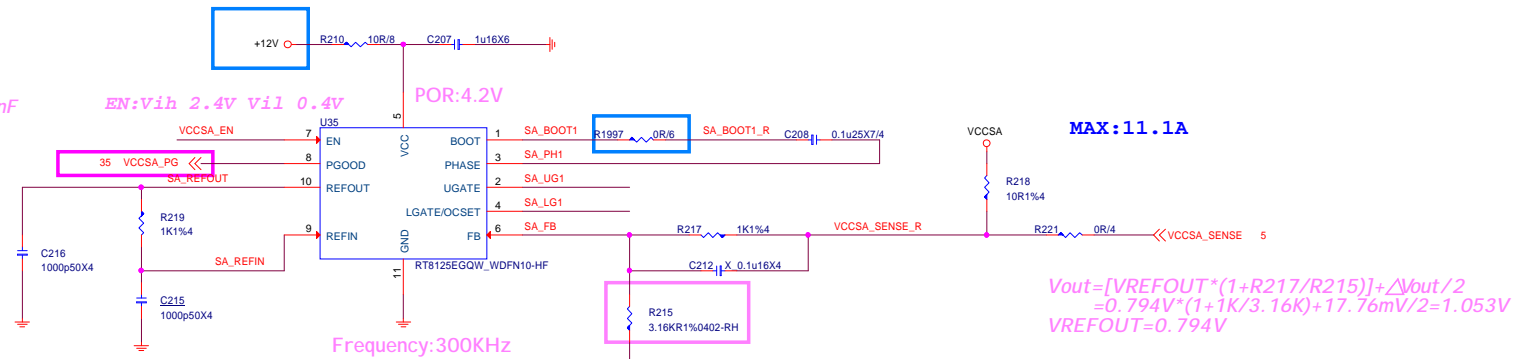 +12V
R210
10R/8
C207
1u16X6
nF
EN:Vih 2.4V Vil 0.4V
POR:4.2V
U35
5
VCC
VCCSA_EN
7
EN
BOOT
1
SA_BOOT1
R1997
0R/6
SA_BOOT1_R
C208
0.1u25X7/4
VCCSA
MAX:11.1A
35 VCCSA_PG
8
PGOOD
PHASE
3
SA_PH1
SA_REFOUT
10
REFOUT
UGATE
2
SA_UG1
R218
10R1%4
LGATE/OCSET
4
SA_LG1
R219
1K1%4
9
REFIN
GND
FB
6
SA_FB
R217
1K1%4
VCCSA_SENSE_R
R221
0R/4
VCCSA_SENSE 5
C216
1000p50X4
SA_REFIN
11
RT8125EGQW_WDFN10-HF
C212
X_0.1u16X4
C215
1000p50X4
R215
3.16KR1%0402-RH
Vout=[VREFOUT*(1+R217/R215)]+△Vout/2
=0.794V*(1+1K/3.16K)+17.76mV/2=1.053V
VREFOUT=0.794V
Frequency:300KHz